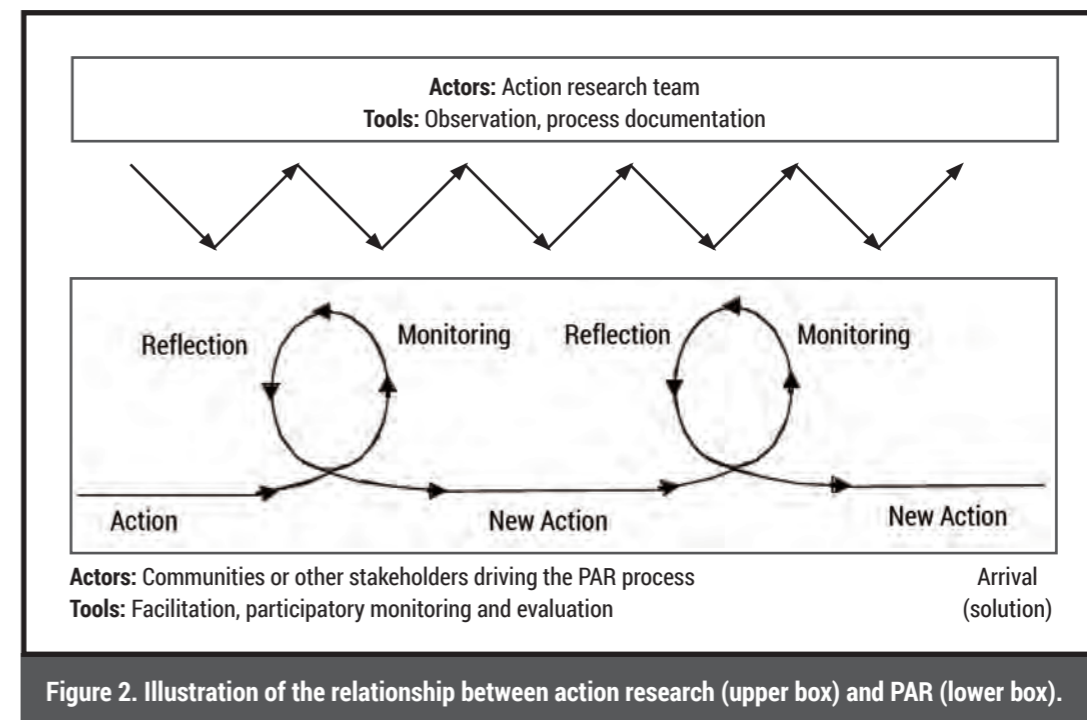 Actors: Action research team
Tools: Observation, process documentation
Reflection
Monitoring
Reflection
Monitoring
Action
New Action
New Action
Actors: Communities or other stakeholders driving the PAR process
Tools: Facilitation, participatory monitoring and evaluation
Arrival
(solution)
Figure 2. Illustration of the relationship between action research (upper box) and PAR (lower box).